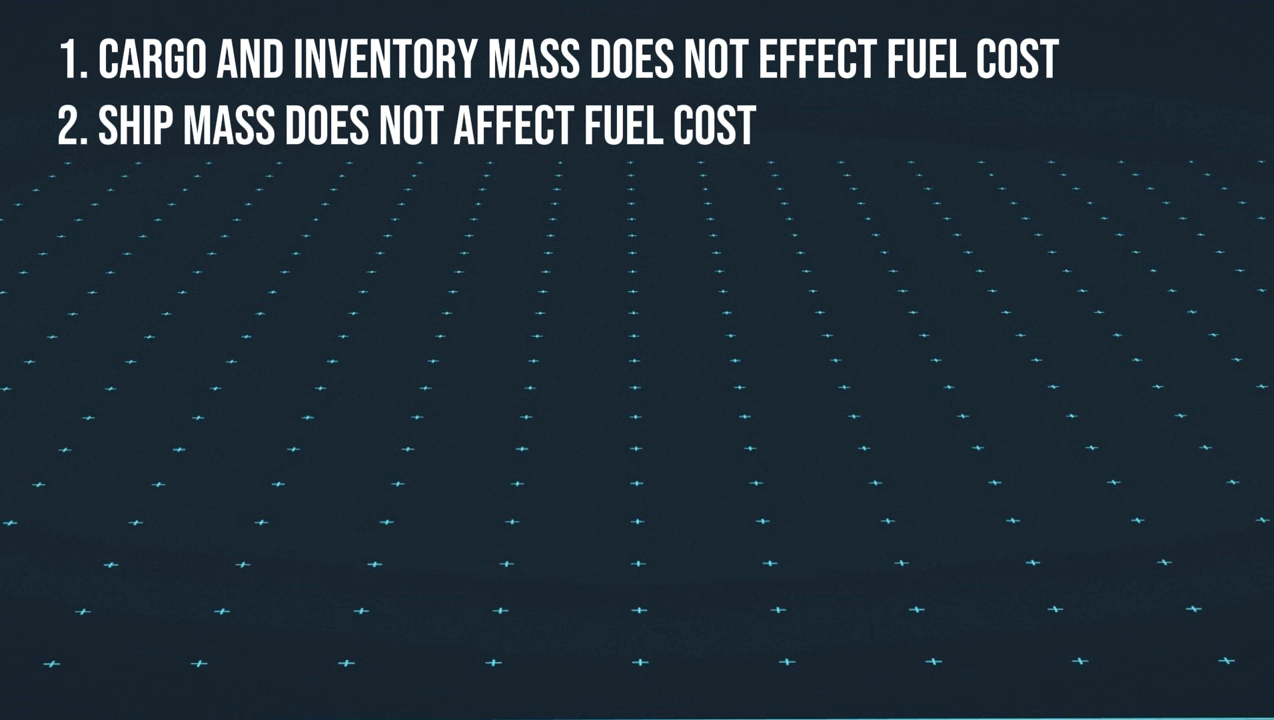 1. CARGO AND INVENTORY MASS DOES NOT EFFECT FUEL COST
2. SHIP MASS DOES NOT AFFECT FUEL COST